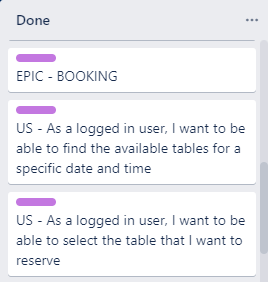 Done
EPIC - BOOKING
US - As a logged in user, I want to be
able to find the available tables for a
specific date and time
US - As a logged in user, I want to be
able to select the table that I want to
reserve